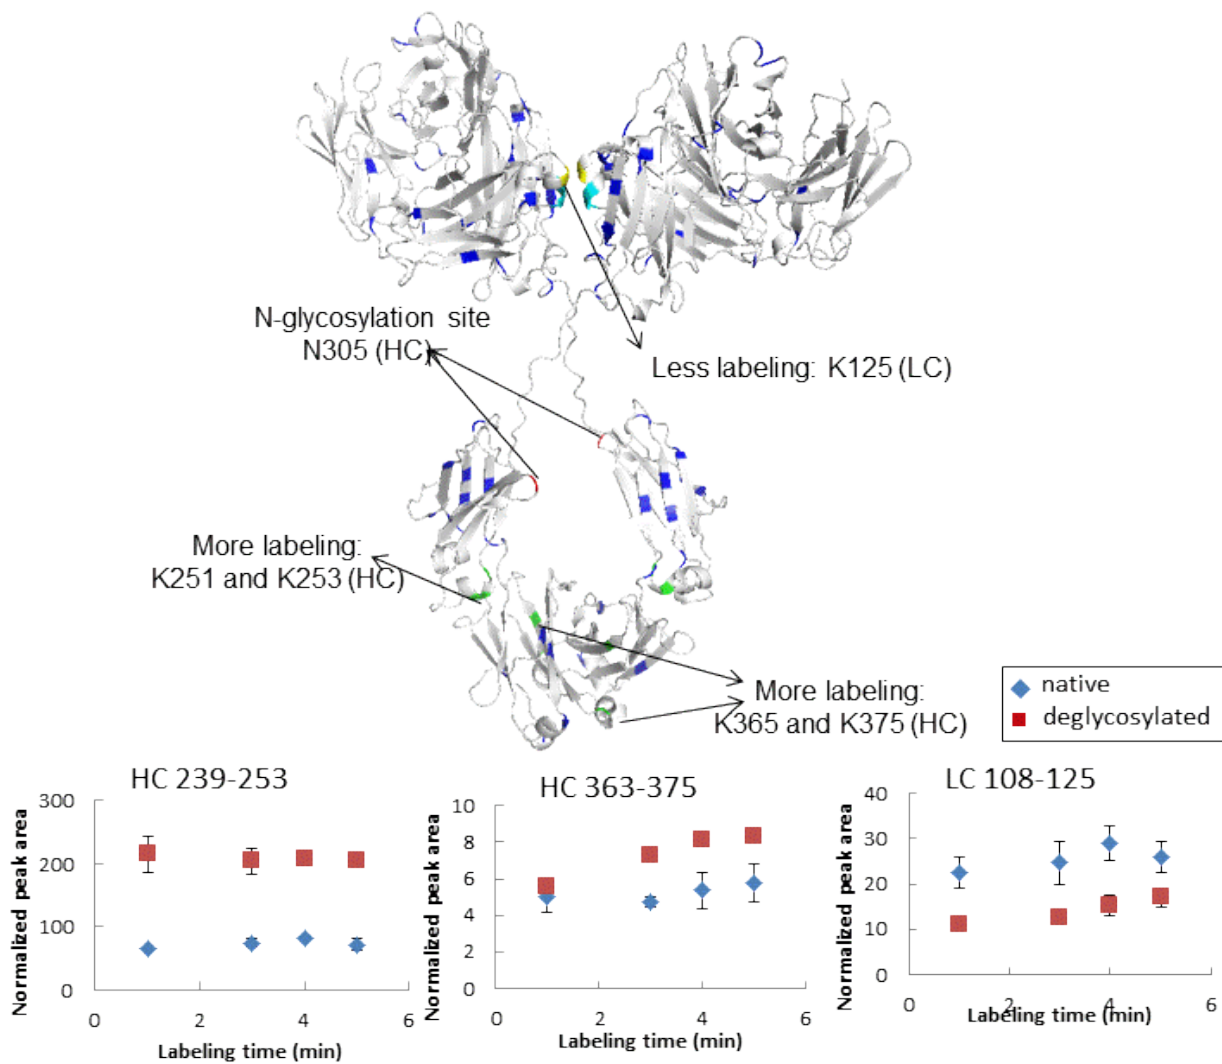 N-glycosylation site
N305 (HC)
Less labeling: K125 (LC)
More labeling:
K251 and K253 (HC)
More labeling:
K365 and K375 (HC)
native
deglycosylated
HC 239-253
Normalized peak area
300
200
100
0
0
2
4
6
Labeling time (min)
HC 363-375
Normalized peak area
10
8
6
4
2
0
0
2
4
6
Labeling time (min)
LC 108-125
Normalized peak area
40
30
20
10
0
0
2
4
6
Labeling time (min)